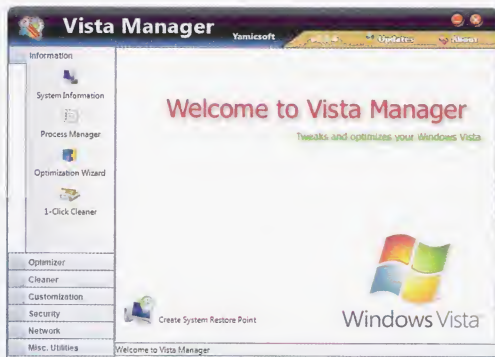 Vista Manager
Yamicsoft
Updates
About
Information
System Information
Process Manager
Optimization Wizard
1-Click Cleaner
Optimizer
Cleaner
Customization
Security
Network
Misc. Utilities
Welcome to Vista Manager
Tweaks and optimizes your Windows Vista
Create System Restore Point
Windows Vista
Welcome to Vista Manager